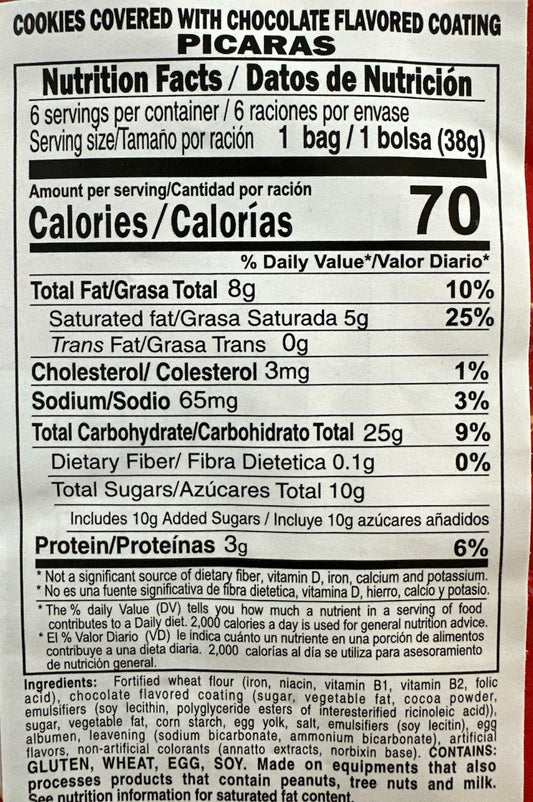 COOKIES COVERED WITH CHOCOLATE FLAVORED COATING
PICARAS
Nutrition Facts / Datos de Nutrición
6 servings per container / 6 raciones por envase
Serving size/Tamaño por ración 1 bag / 1 bolsa (38g)
Amount per serving/Cantidad por ración
Calories/Calorías 70
% Daily Value*/Valor Diario*
Total Fat/Grasa Total 8g 10%
Saturated fat/Grasa Saturada 5g 25%
Trans Fat/Grasa Trans 0g
Cholesterol/ Colesterol 3mg 1%
Sodium/Sodio 65mg 3%
Total Carbohydrate/Carbohidrato Total 25g 9%
Dietary Fiber/ Fibra Dietetica 0.1g 0%
Total Sugars/Azúcares Total 10g
Includes 10g Added Sugars / Incluye 10g azúcares añadidos
Protein/Proteínas 3g 6%
* Not a significant source of dietary fiber, vitamin D, iron, calcium and potassium.
* No es una fuente significativa de fibra dietetica, vitamina D, hierro, calcio y potasio.
* The % daily Value (DV) tells you how much a nutrient in a serving of food
contributes to a Daily diet. 2,000 calories a day is used for general nutrition advice.
* El % Valor Diario (VD) le indica cuánto un nutriente en una porción de alimentos
contribuye a una dieta diaria. 2,000 calorías al día se utiliza para asesoramiento
de nutrición general.
Ingredients: Fortified wheat flour (iron, niacin, vitamin B1, vitamin B2, folic
acid), chocolate flavored coating (sugar, vegetable fat, cocoa powder,
emulsifiers (soy lecithin, polyglyceride esters of interesterified ricinoleic acid)),
sugar, vegetable fat, corn starch, egg yolk, salt, emulsifiers (soy lecitin), egg
albumen, leavening (sodium bicarbonate, ammonium bicarbonate), artificial
flavors, non-artificial colorants (annatto extracts, norbixin base). CONTAINS:
GLUTEN, WHEAT, EGG, SOY. Made on equipments that also
processes products that contain peanuts, tree nuts and milk.
See nutrition information for saturated fat content.